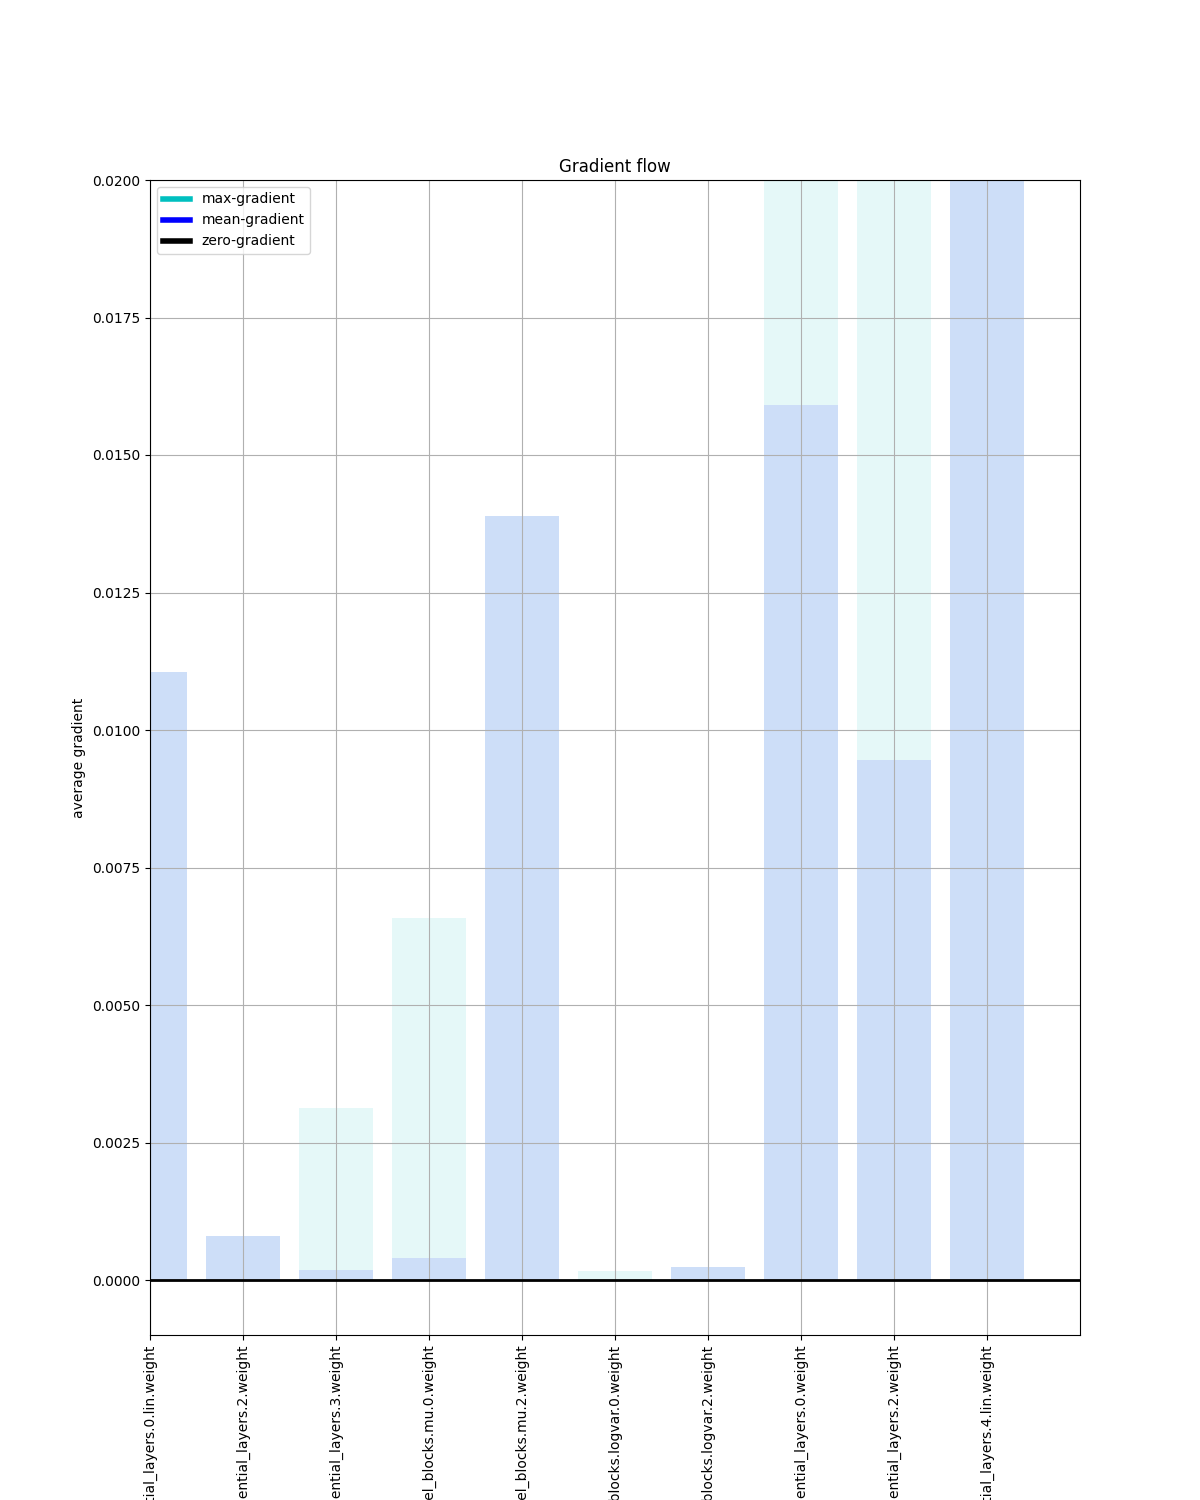 Gradient flow
max-gradient
mean-gradient
zero-gradient
0.0200
0.0175
0.0150
0.0125
0.0100
0.0075
0.0050
0.0025
0.0000
average gradient
tial_layers.0.lin.weight
ential_layers.2.weight
ential_layers.3.weight
el_blocks.mu.0.weight
el_blocks.mu.2.weight
blocks.logvar.0.weight
blocks.logvar.2.weight
ential_layers.0.weight
ential_layers.2.weight
tial_layers.4.lin.weight